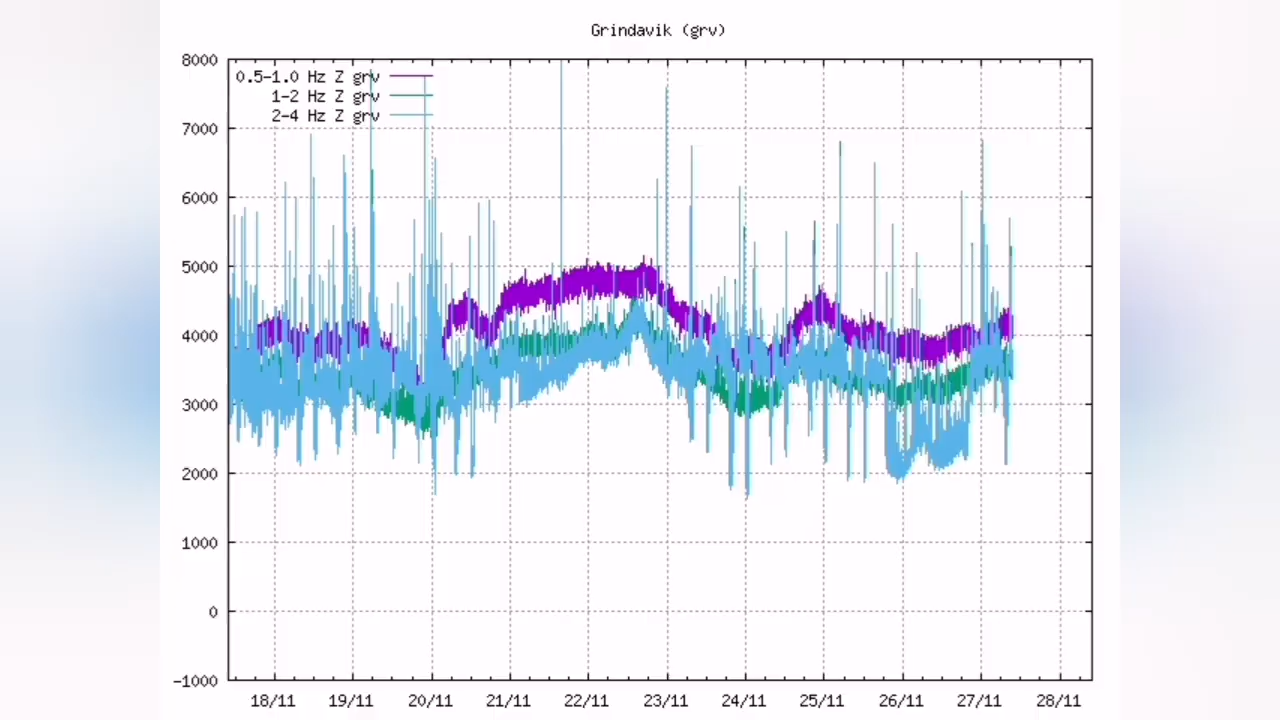 Grindavik (grv)
8000
0.5-1.0 Hz Z grv
1-2 Hz Z grv
2-4 Hz Z grv
7000
6000
5000
4000
3000
2000
1000
0
-1000
18/11 19/11 20/11 21/11 22/11 23/11 24/11 25/11 26/11 27/11 28/11